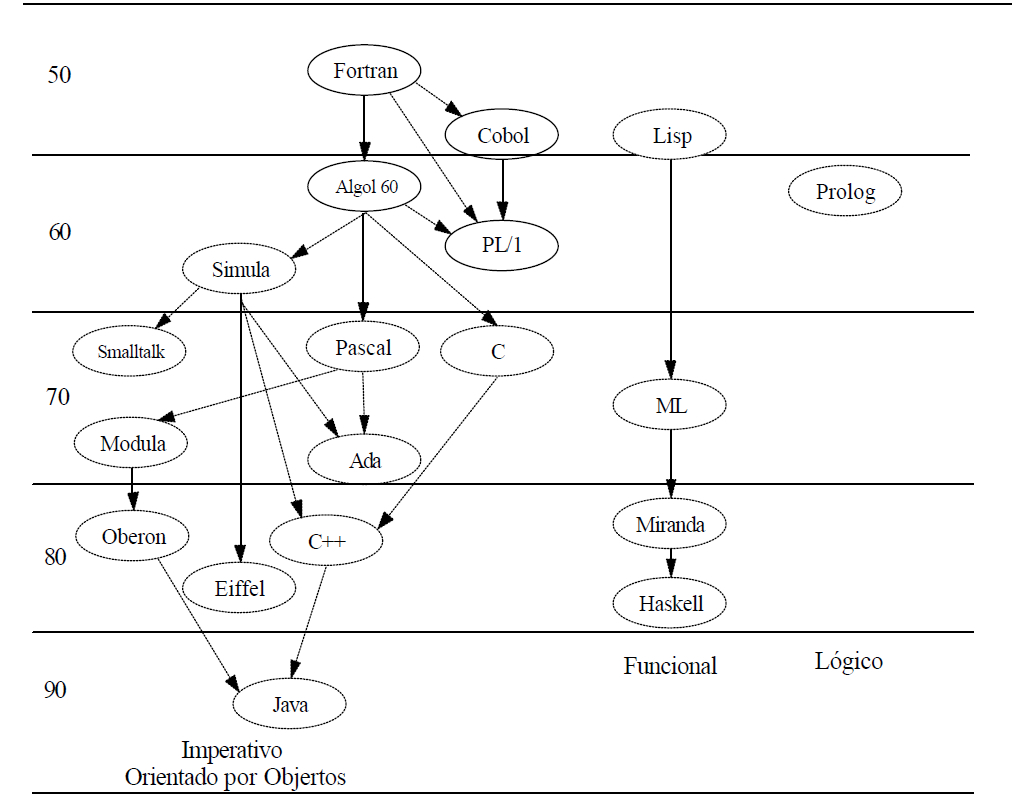 50
Fortran
Cobol
Lisp
Algol 60
Prolog
60
PL/1
Simula
Smalltalk
Pascal
C
70
ML
Modula
Ada
Oberon
C++
Miranda
80
Eiffel
Haskell
Funcional
Lógico
90
Java
Imperativo
Orientado por Objertos